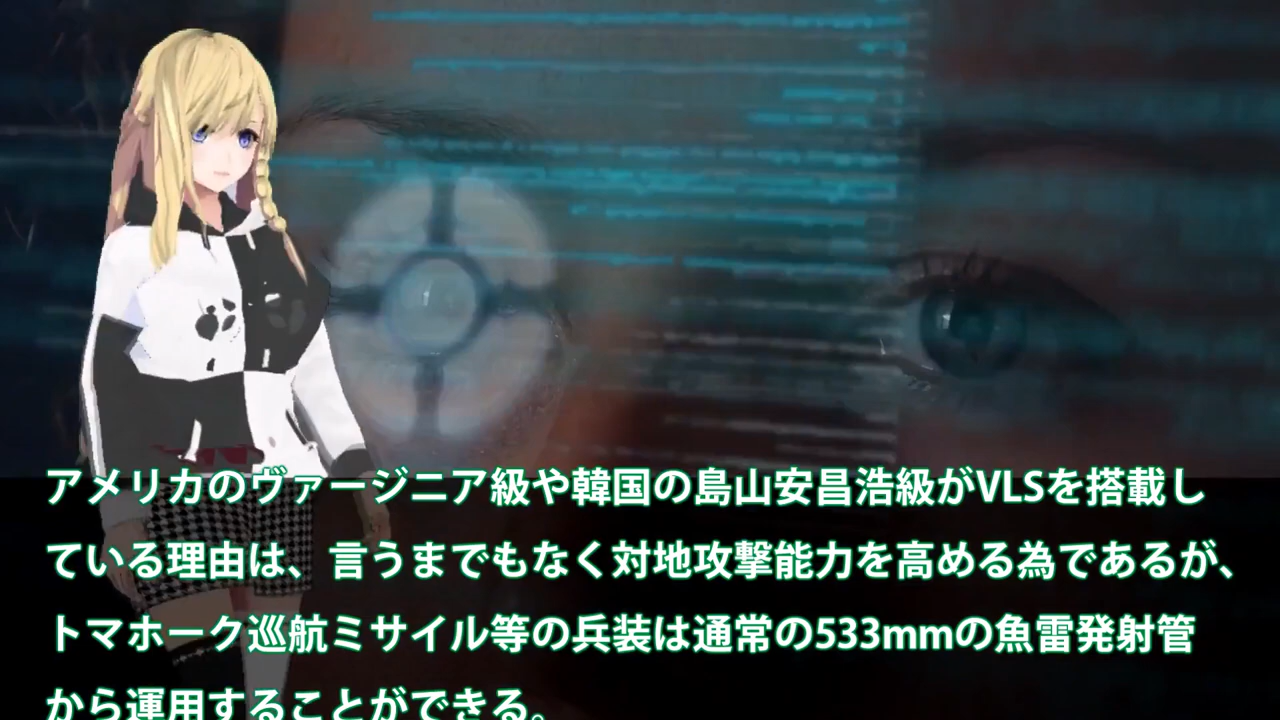 アメリカのヴァージニア級や韓国の島山安昌浩級がVLSを搭載し
ている理由は、言うまでもなく対地攻撃能力を高める為であるが、
トマホーク巡航ミサイル等の兵装は通常の533mmの魚雷発射管
から運用することができる。